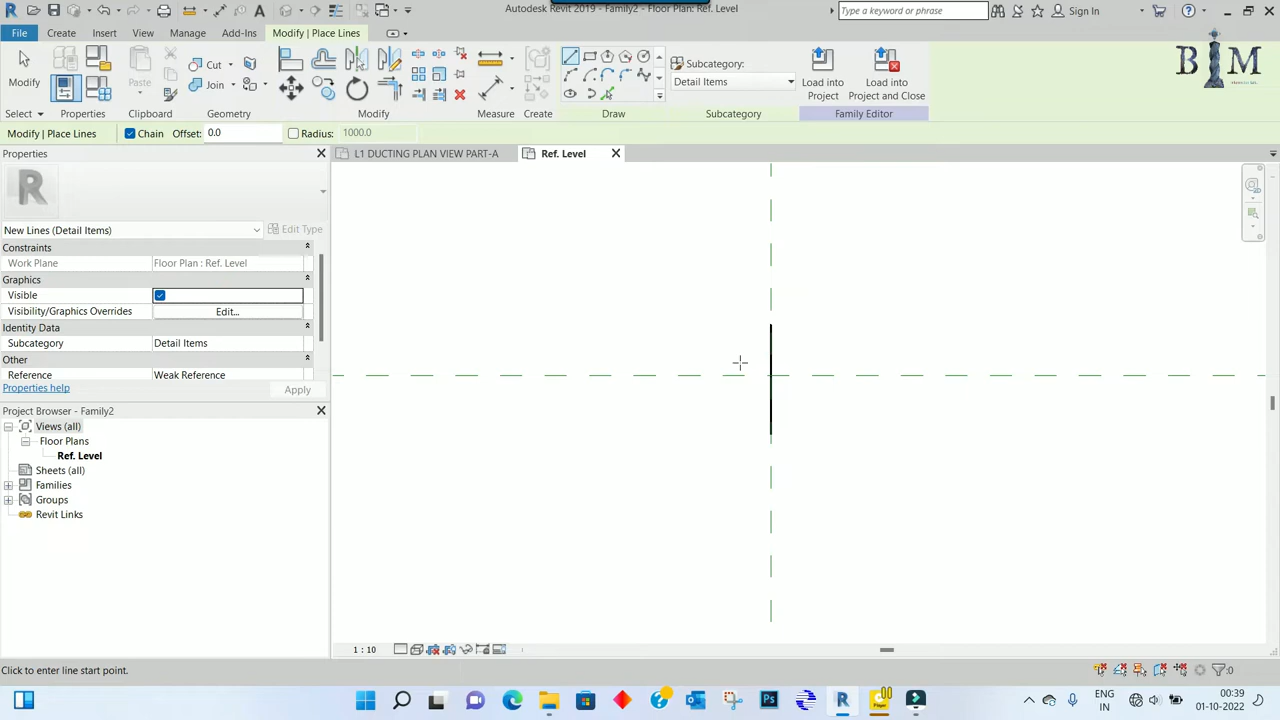 Autodesk Revit 2019 - Family2 - Floor Plan: Ref. Level
Type a keyword or phrase
Sign In
File Create Insert Annotate View Manage Add-Ins Modify | Place Lines
Modify
Paste
Cut
Join
Subcategory:
Detail Items
Load into
Project
Load into
Project and Close
BIM
Select Properties Geometry Modify Measure Create Draw Subcategory Family Editor
Modify | Place Lines Chain Offset: 0.0 Radius: 1000.0
Properties
L1 DUCTING PLAN VIEW PART-A
Ref. Level
R
New Lines (Detail Items)
Edit Type
Constraints
Work Plane Floor Plan : Ref. Level
Graphics
Visible
Visibility/Graphics Overrides Edit...
Identity Data
Subcategory Detail Items
Other
Reference Weak Reference
Properties help
Apply
Project Browser - Family2
Views (all)
Floor Plans
Ref. Level
Sheets (all)
Families
Groups
Revit Links
1 : 10
Click to enter line start point.
:0
ENG
IN
00:39
01-10-2022